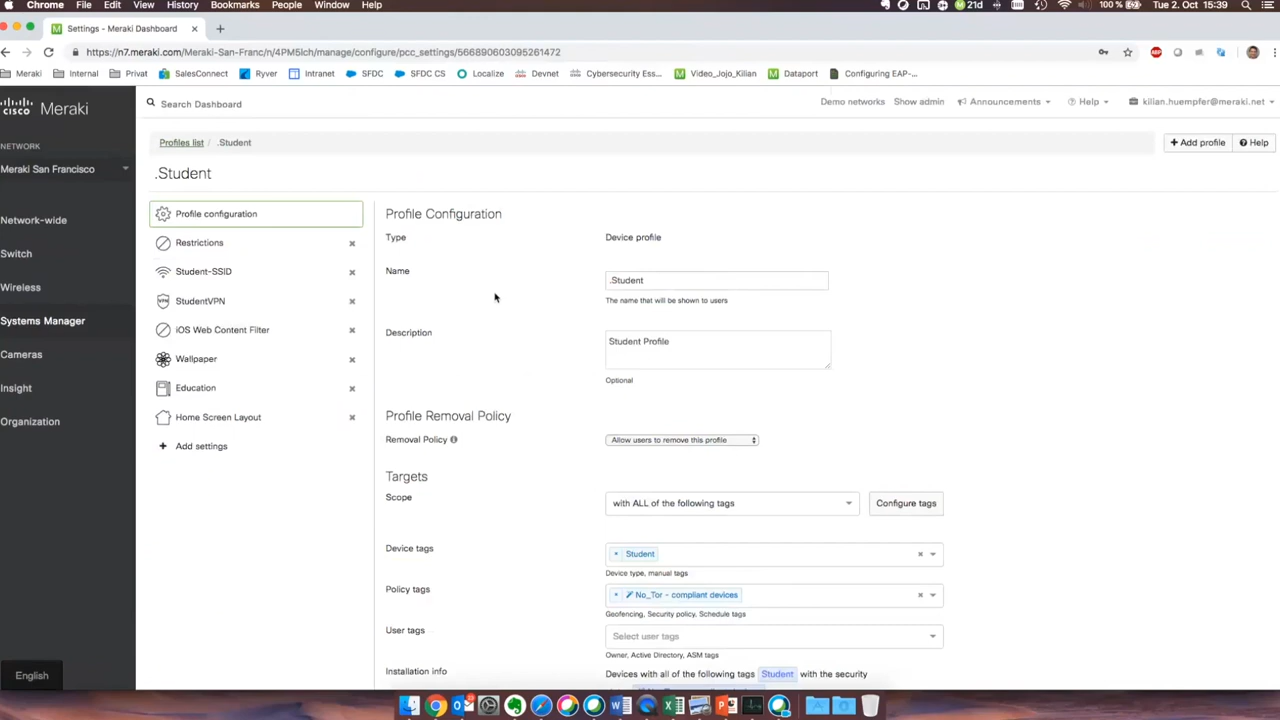 Chrome File Edit View History Bookmarks People Window Help 21d 100 % Tue 2. Oct 15:39
Settings - Meraki Dashboard
https://n7.meraki.com/Meraki-San-Franc/n/4PM5Ich/manage/configure/pcc_settings/566890603095261472
Meraki Internal Privat SalesConnect Ryver Intranet SFDC SFDC CS Localize Devnet Cybersecurity Ess... Video_Jojo_Kilian Dataport Configuring EAP-...
cisco Meraki
Search Dashboard
Demo networks Show admin Announcements Help kilian.huempfer@meraki.net
NETWORK
Meraki San Francisco
Network-wide
Switch
Wireless
Systems Manager
Cameras
Insight
Organization
English
Profiles list / .Student
+ Add profile Help
.Student
Profile configuration
Restrictions
Student-SSID
StudentVPN
iOS Web Content Filter
Wallpaper
Education
Home Screen Layout
+ Add settings
Profile Configuration
Type Device profile
Name .Student
The name that will be shown to users
Description Student Profile
Optional
Profile Removal Policy
Removal Policy Allow users to remove this profile
Targets
Scope with ALL of the following tags Configure tags
Device tags × Student
Device type, manual tags
Policy tags × No_Tor - compliant devices
Geofencing, Security policy, Schedule tags
User tags Select user tags
Owner, Active Directory, ASM tags
Installation info Devices with all of the following tags Student with the security